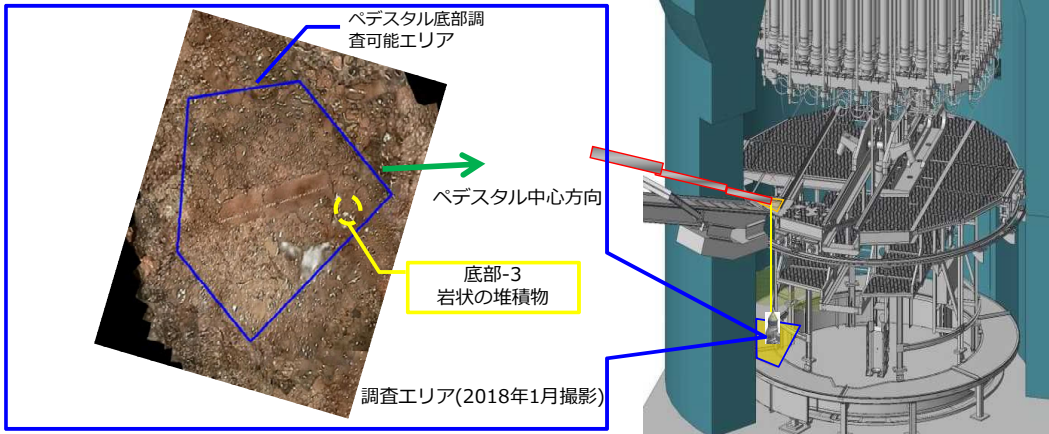 ペデスタル底部調
査可能エリア
ペデスタル中心方向
底部-3
岩状の堆積物
調査エリア(2018年1月撮影)